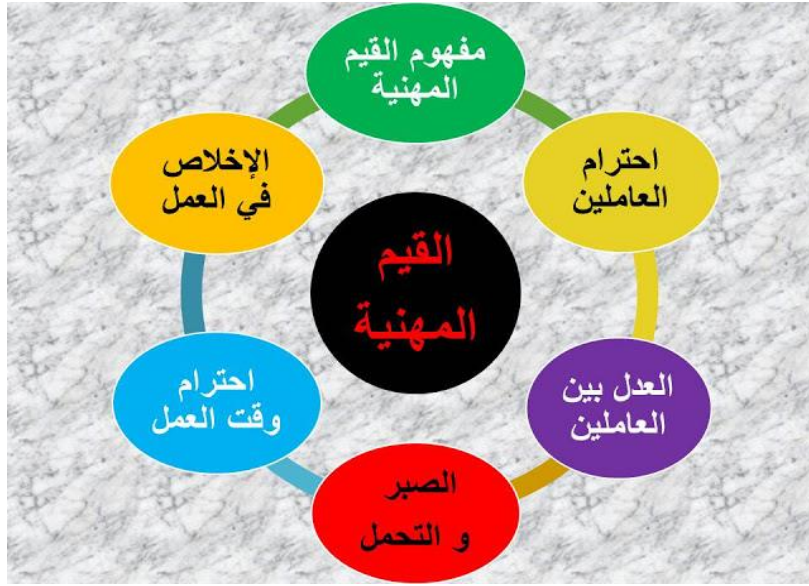 مفهوم القيم
المهنية
احترام
العاملين
العدل بين
العاملين
الصبر
و التحمل
احترام
وقت العمل
الإخلاص
في العمل
القيم
المهنية